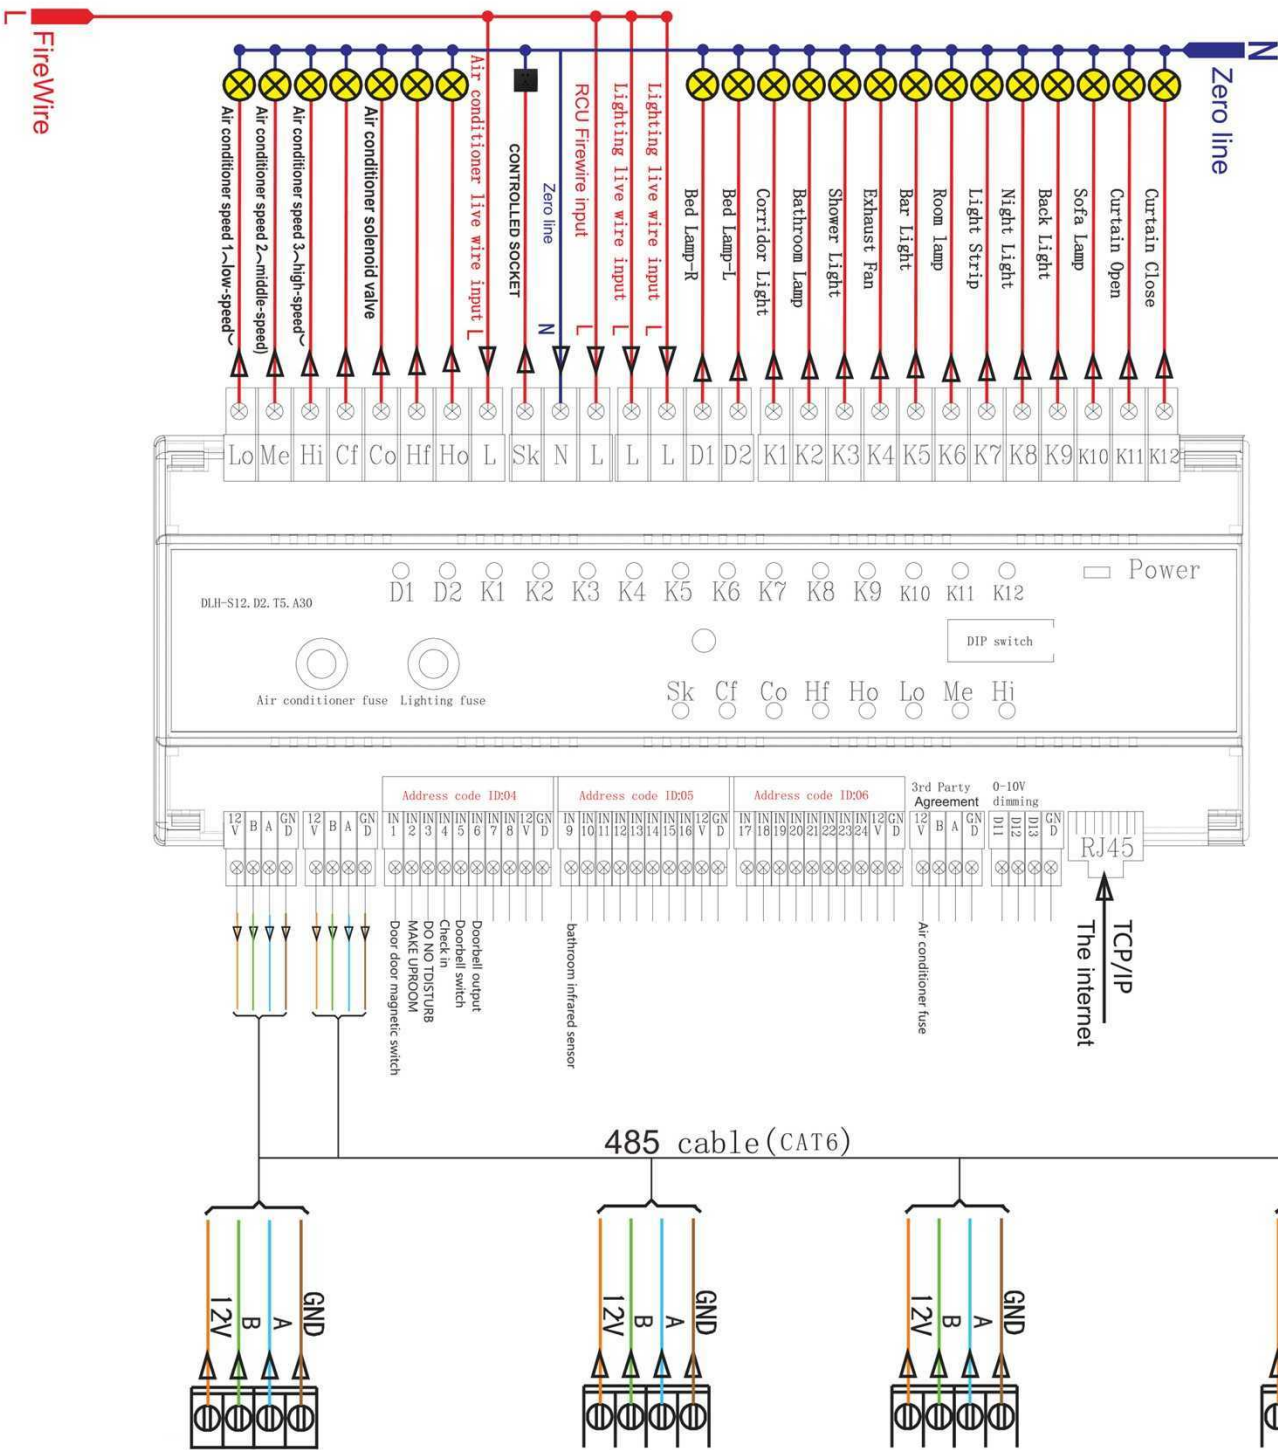 L
FireWire
N
Zero line
Air conditioner speed 1~low-speed~
Air conditioner speed 2~middle-speed)
Air conditioner speed 3~high-speed~
Air conditioner solenoid valve
Air conditioner live wire input L
CONTROLLED SOCKET
Zero line N
RCU Firewire input L
Lighting live wire input L
Lighting live wire input L
Bed Lamp-R
Bed Lamp-L
Corridor Light
Bathroom Lamp
Shower Light
Exhaust Fan
Bar Light
Room lamp
Light Strip
Night Light
Back Light
Sofa Lamp
Curtain Open
Curtain Close
Lo Me Hi Cf Co Hf Ho L Sk N L L L D1 D2 K1 K2 K3 K4 K5 K6 K7 K8 K9 K10 K11 K12
Power
D1 D2 K1 K2 K3 K4 K5 K6 K7 K8 K9 K10 K11 K12
DLH-S12.D2.T5.A30
DIP switch
Air conditioner fuse Lighting fuse
Sk Cf Co Hf Ho Lo Me Hi
Address code ID:04
Address code ID:05
Address code ID:06
3rd Party
Agreement
0-10V
dimming
12V B A GND
12V B A GND
IN1 IN2 IN3 IN4 IN5 IN6 IN7 IN8 12V GND
IN9 IN10 IN11 IN12 IN13 IN14 IN15 IN16 12V GND
IN17 IN18 IN19 IN20 IN21 IN22 IN23 IN24 12V GND
12V B A GND
D11 D12 D13 GND
RJ45
Door door magnetic switch
MAKE UPROOM
DO NO TDISTURB
Check in
Doorbell switch
Doorbell output
bathroom infrared sensor
Air conditioner fuse
TCP/IP
The internet
485 cable(CAT6)
12V B A GND
12V B A GND
12V B A GND